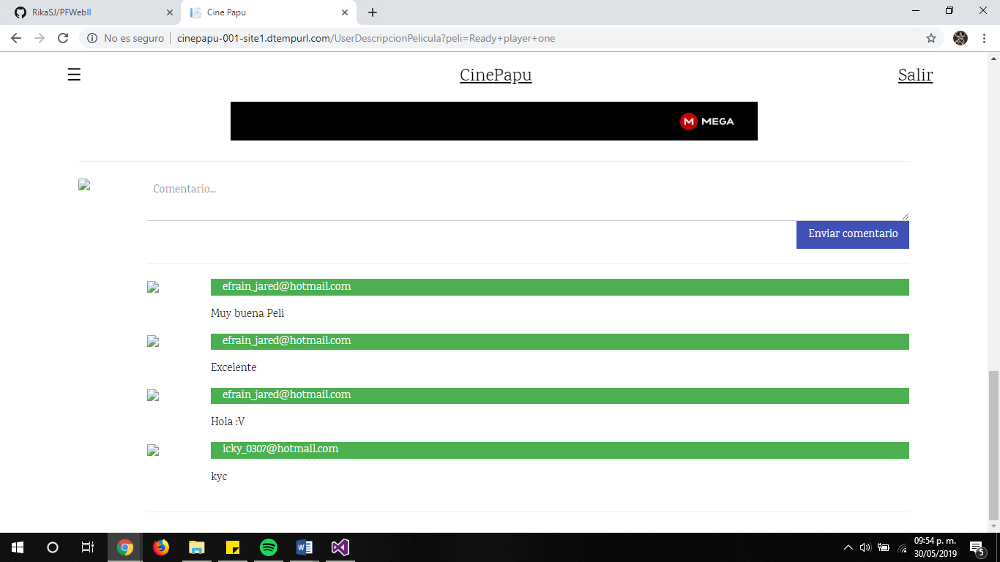 RikaSJ/PFWebII
Cine Papu
No es seguro
cinepapu-001-site1.dtempurl.com/UserDescripcionPelicula?peli=Ready+player+one
☰
CinePapu
Salir
M MEGA
Comentario...
Enviar comentario
efrain_jared@hotmail.com
Muy buena Peli
efrain_jared@hotmail.com
Excelente
efrain_jared@hotmail.com
Hola :V
icky_0307@hotmail.com
kyc
09:54 p. m.
30/05/2019
5